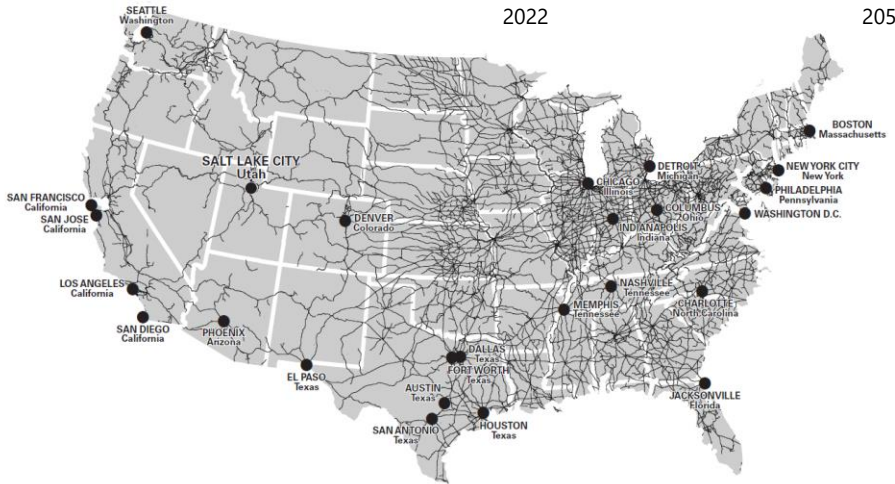 2022
205
SEATTLE
Washington
BOSTON
Massachusetts
SALT LAKE CITY
Utah
DETROIT
Michigan
NEW YORK CITY
New York
CHICAGO
Illinois
PHILADELPHIA
Pennsylvania
SAN FRANCISCO
California
SAN JOSE
California
DENVER
Colorado
COLUMBUS
Ohio
WASHINGTON D.C.
INDIANAPOLIS
Indiana
LOS ANGELES
California
NASHVILLE
Tennessee
MEMPHIS
Tennessee
CHARLOTTE
North Carolina
SAN DIEGO
California
PHOENIX
Arizona
DALLAS
Texas
FORT WORTH
Texas
EL PASO
Texas
AUSTIN
Texas
JACKSONVILLE
Florida
SAN ANTONIO
Texas
HOUSTON
Texas